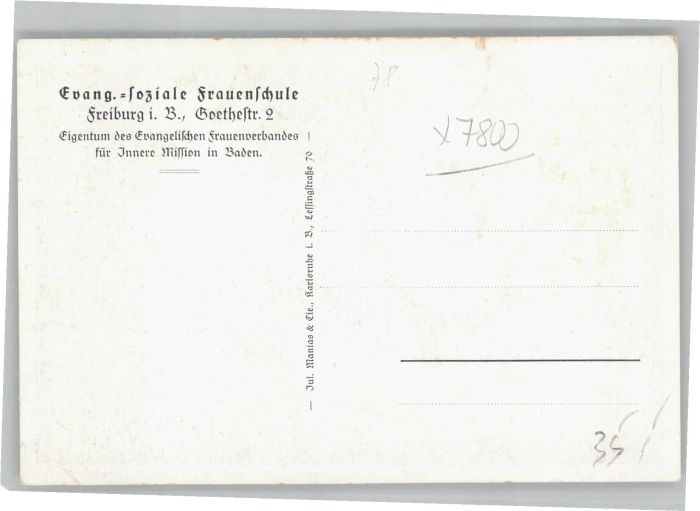 Evang.-soziale Frauenschule
Freiburg i. B., Goethestr. 2
Eigentum des Evangelischen Frauenverbandes
für Innere Mission in Baden.
— Jul. Manias & Cie., Karlsruhe i. B., Lessingstraße 70 —
78
x 7800
35